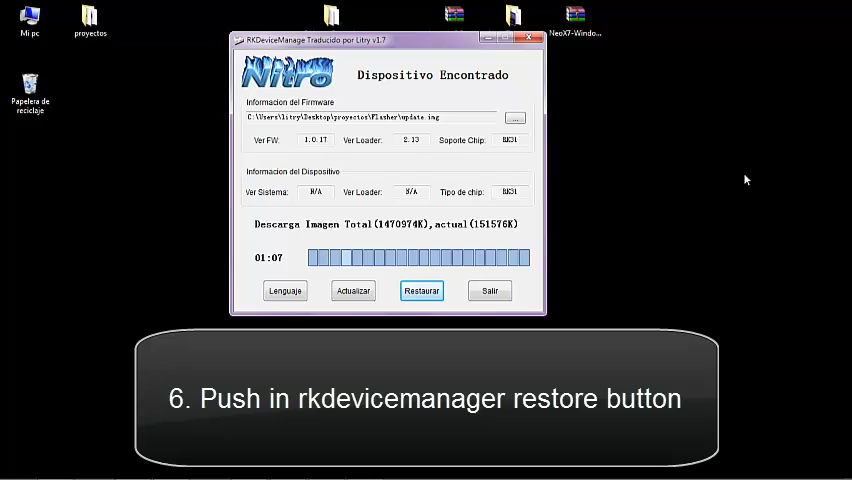 Mi pc
proyectos
NeoX7-Windo...
Papelera de
reciclaje
RKDeviceManage Traducido por Litry v1.7
Nitro
Dispositivo Encontrado
Informacion del Firmware
C:\Users\litry\Desktop\proyectos\Flasher\update.img
...
Ver FW: 1.0.17 Ver Loader: 2.13 Soporte Chip: RK31
Informacion del Dispositivo
Ver Sistema: N/A Ver Loader: N/A Tipo de chip: RK31
Descarga Imagen Total(1470974K),actual(151576K)
01:07
Lenguaje Actualizar Restaurar Salir
6. Push in rkdevicemanager restore button